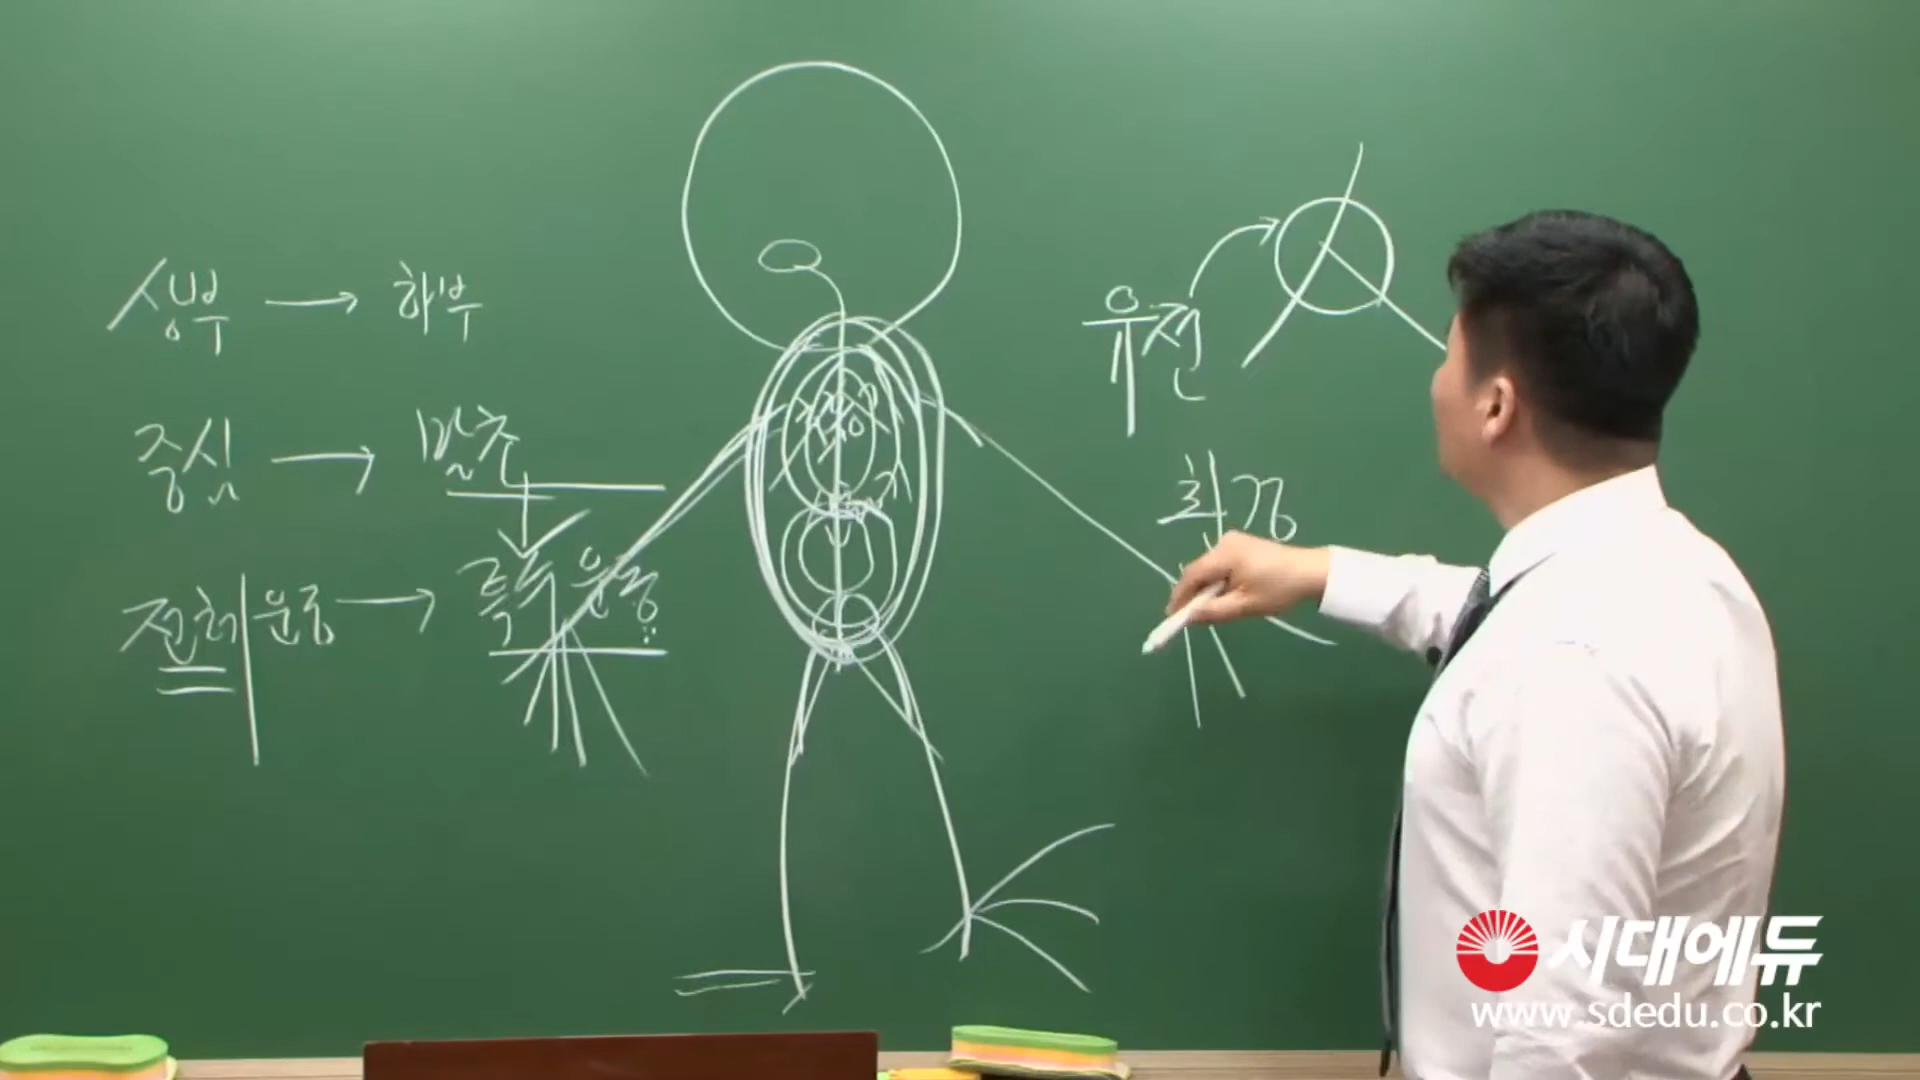 상부 → 하부
중심 → 말초
전체운동 → 특수운동
유전
환경
시대에듀
www.sdedu.co.kr